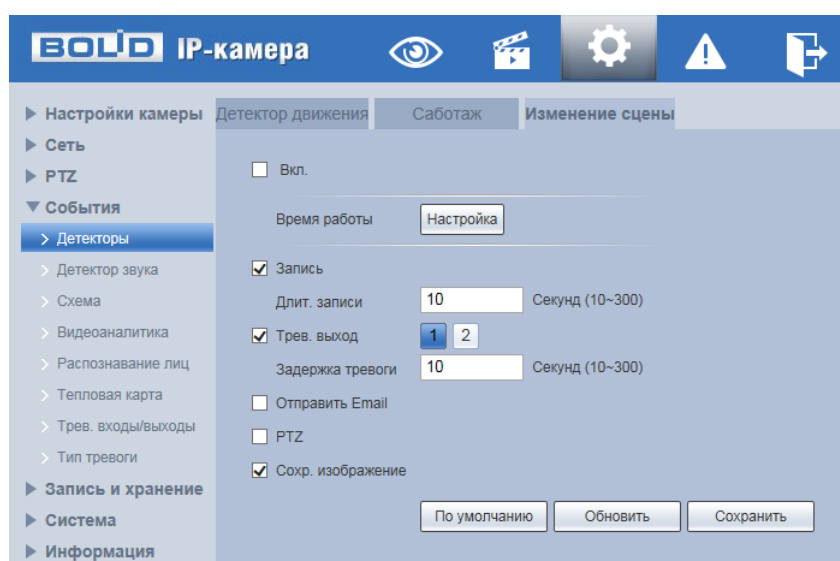 BOLID IP-камера
Настройки камеры
Сеть
PTZ
События
Детекторы
Детектор звука
Схема
Видеоаналитика
Распознавание лиц
Тепловая карта
Трев. входы/выходы
Тип тревоги
Запись и хранение
Система
Информация
Детектор движения Саботаж Изменение сцены
Вкл.
Время работы Настройка
Запись
Длит. записи 10 Секунд (10~300)
Трев. выход 1 2
Задержка тревоги 10 Секунд (10~300)
Отправить Email
PTZ
Сохр. изображение
По умолчанию Обновить Сохранить